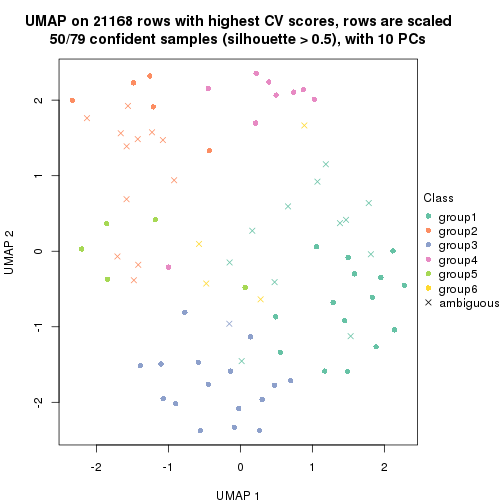 UMAP on 21168 rows with highest CV scores, rows are scaled
50/79 confident samples (silhouette > 0.5), with 10 PCs
UMAP 2
2
1
0
-1
-2
-2
-1
0
1
2
UMAP 1
Class
group1
group2
group3
group4
group5
group6
ambiguous